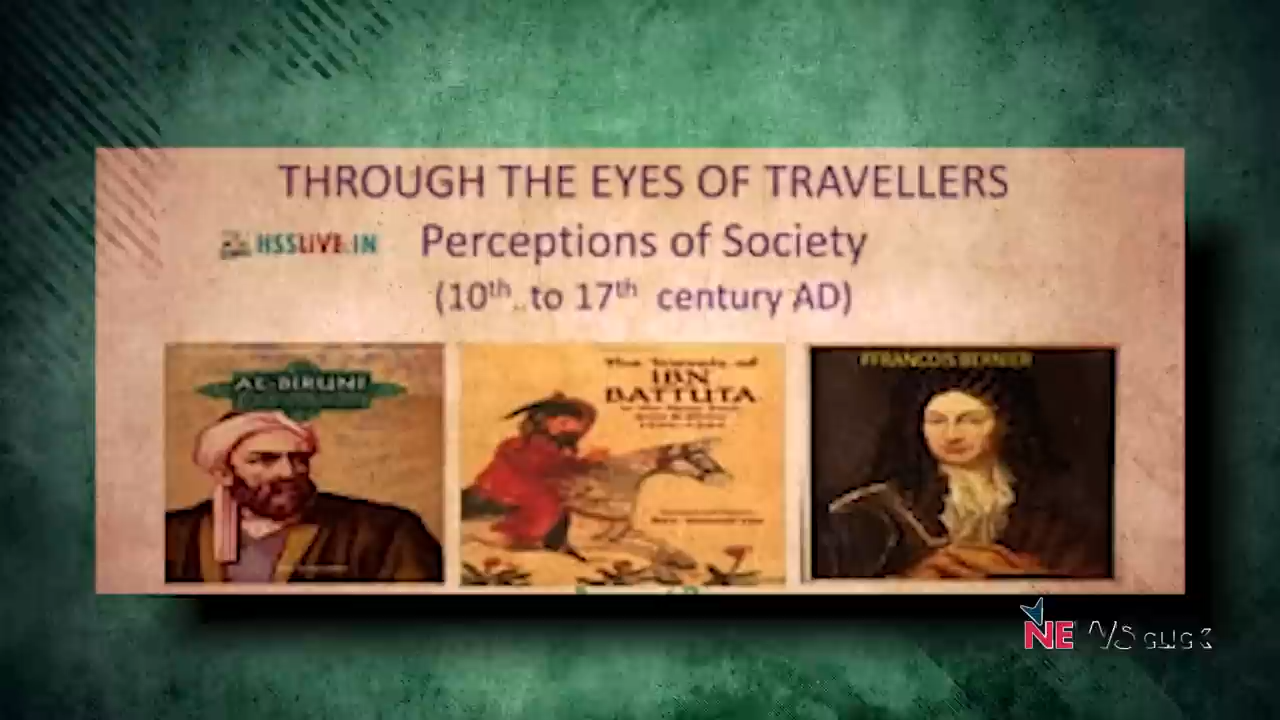 THROUGH THE EYES OF TRAVELLERS
HSSLIVE.IN
Perceptions of Society
(10th to 17th century AD)
AL-BIRUNI
The Travels of
IBN
BATTUTA
FRANCOIS BERNIER
NEWSCLICK